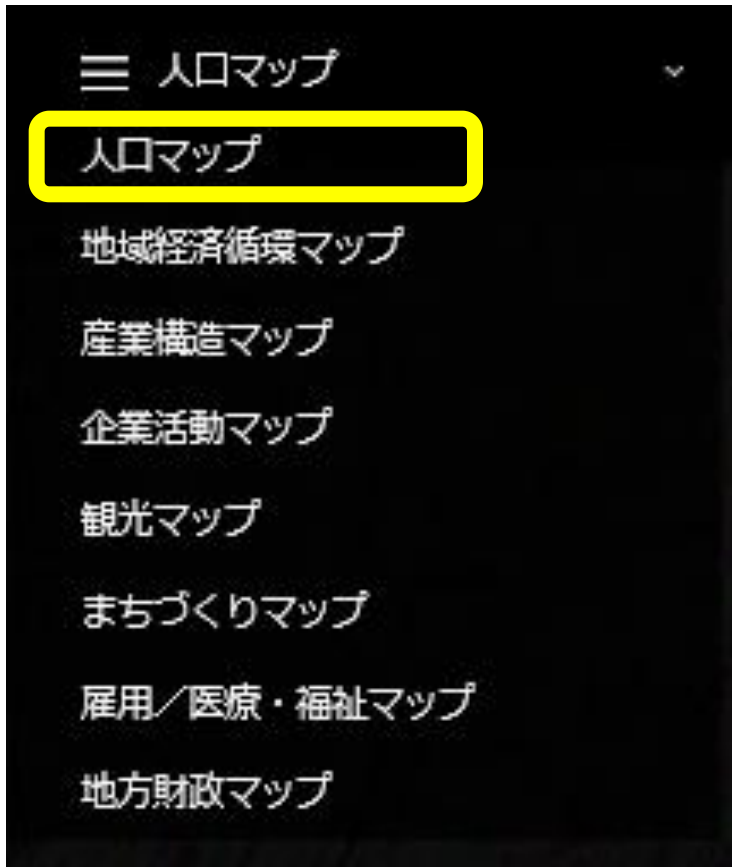 人口マップ
人口マップ
地域経済循環マップ
産業構造マップ
企業活動マップ
観光マップ
まちづくりマップ
雇用／医療・福祉マップ
地方財政マップ